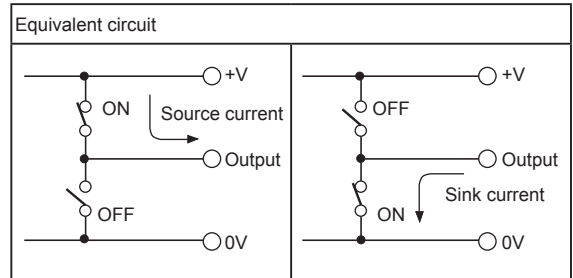 Equivalent circuit
+V
ON
Source current
Output
OFF
0V
+V
OFF
Output
Sink current
ON
0V